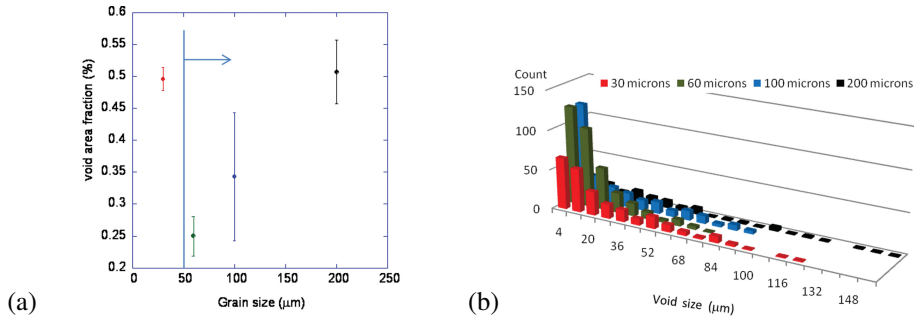 (a)
void area fraction (%)
0.6
0.55
0.5
0.45
0.4
0.35
0.3
0.25
0.2
0 50 100 150 200 250
Grain size (μm)
(b)
Count
150
100
50
0
30 microns 60 microns 100 microns 200 microns
4 20 36 52 68 84 100 116 132 148
Void size (μm)